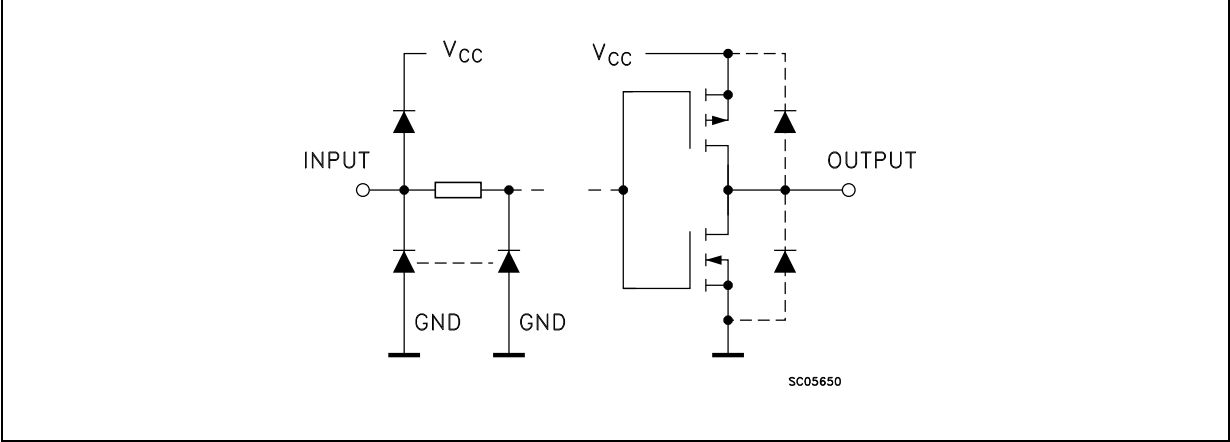 VCC
VCC
INPUT
OUTPUT
GND
GND
SC05650